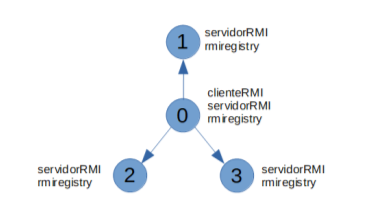 1
servidorRMI
rmiregistry
0
clienteRMI
servidorRMI
rmiregistry
servidorRMI
rmiregistry
2
3
servidorRMI
rmiregistry